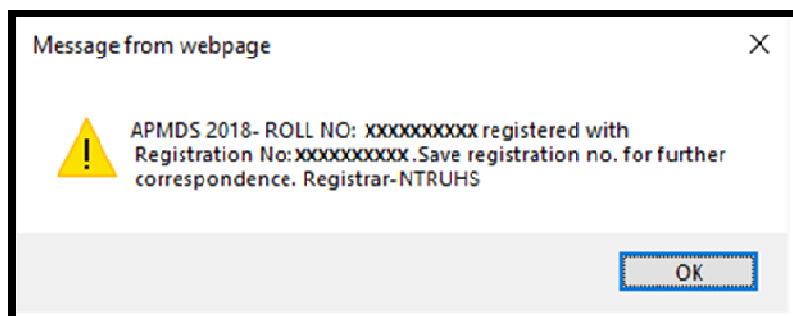 Message from webpage
APMDS 2018- ROLL NO: XXXXXXXXXX registered with
Registration No:XXXXXXXXXX.Save registration no. for further
correspondence. Registrar-NTRUHS
OK